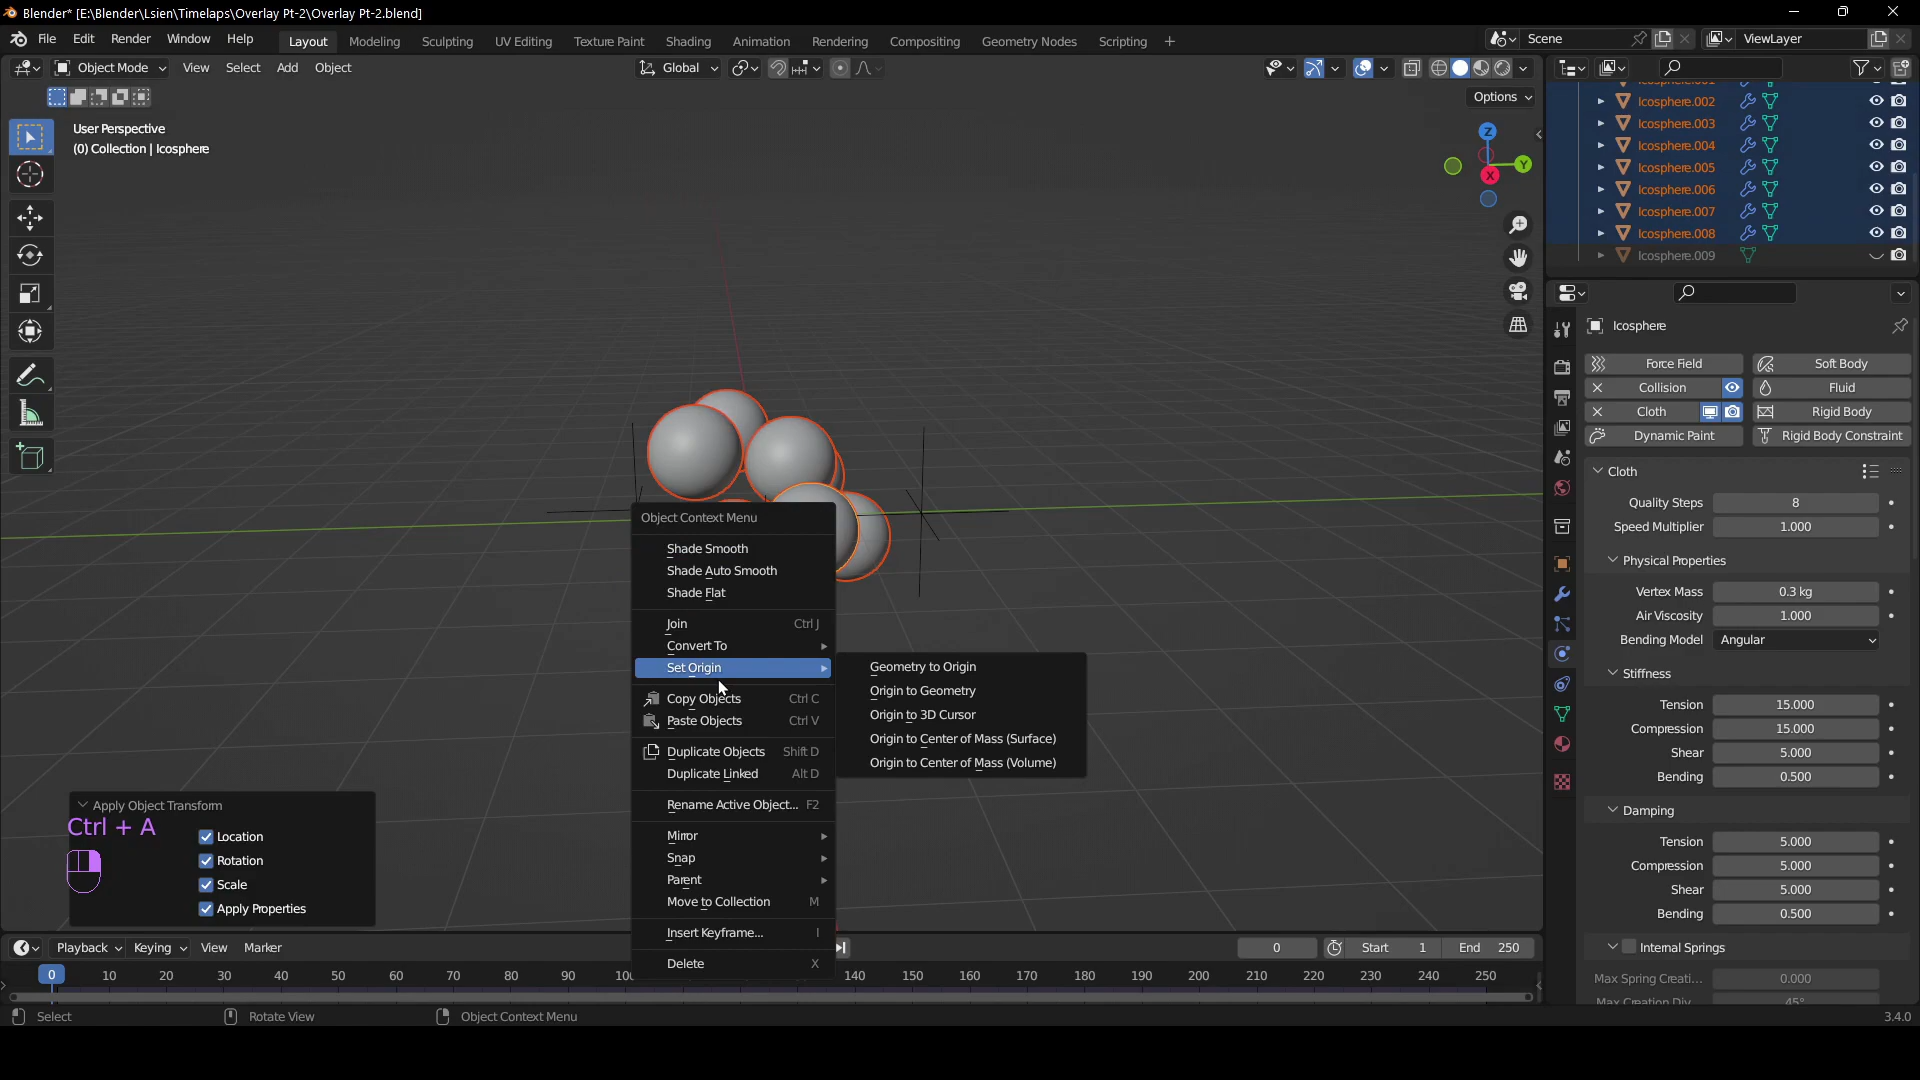 Blender* [E:\Blender\Lsien\Timelaps\Overlay Pt-2\Overlay Pt-2.blend]
File Edit Render Window Help Layout Modeling Sculpting UV Editing Texture Paint Shading Animation Rendering Compositing Geometry Nodes Scripting + Scene ViewLayer
Object Mode View Select Add Object Global
Options
User Perspective
(0) Collection | Icosphere
Z
Y
X
Icosphere.001
Icosphere.002
Icosphere.003
Icosphere.004
Icosphere.005
Icosphere.006
Icosphere.007
Icosphere.008
Icosphere.009
Icosphere
Force Field Soft Body
Collision Fluid
Cloth Rigid Body
Dynamic Paint Rigid Body Constraint
Cloth
Quality Steps 8
Speed Multiplier 1.000
Physical Properties
Vertex Mass 0.3 kg
Air Viscosity 1.000
Bending Model Angular
Stiffness
Tension 15.000
Compression 15.000
Shear 5.000
Bending 0.500
Damping
Tension 5.000
Compression 5.000
Shear 5.000
Bending 0.500
Internal Springs
Max Spring Creati... 0.000
Max Creation Div... 45°
Object Context Menu
Shade Smooth
Shade Auto Smooth
Shade Flat
Join Ctrl J
Convert To
Set Origin
Copy Objects Ctrl C
Paste Objects Ctrl V
Duplicate Objects Shift D
Duplicate Linked Alt D
Rename Active Object... F2
Mirror
Snap
Parent
Move to Collection M
Insert Keyframe... I
Delete X
Geometry to Origin
Origin to Geometry
Origin to 3D Cursor
Origin to Center of Mass (Surface)
Origin to Center of Mass (Volume)
Apply Object Transform
Ctrl + A
Location
Rotation
Scale
Apply Properties
Playback Keying View Marker 0 Start 1 End 250
0 10 20 30 40 50 60 70 80 90 140 150 160 170 180 190 200 210 220 230 240 250
Select Rotate View Object Context Menu 3.4.0